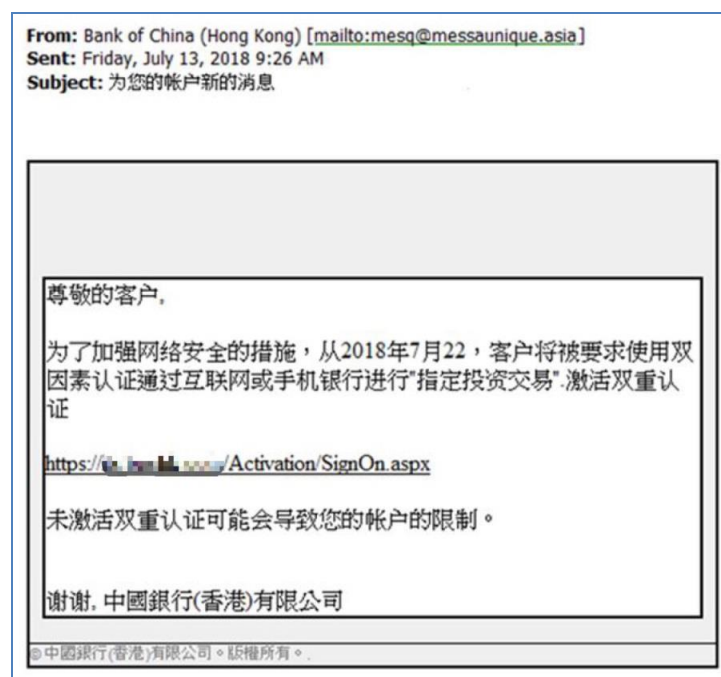 From: Bank of China (Hong Kong) [mailto:mesq@messaunique.asia]
Sent: Friday, July 13, 2018 9:26 AM
Subject: 为您的帐户新的消息
尊敬的客户,
为了加强网络安全的措施，从2018年7月22，客户将被要求使用双
因素认证通过互联网或手机银行进行"指定投资交易".激活双重认
证
https:// /Activation/SignOn.aspx
未激活双重认证可能会导致您的帐户的限制。
谢谢, 中國銀行(香港)有限公司
©中國銀行(香港)有限公司。版權所有。.